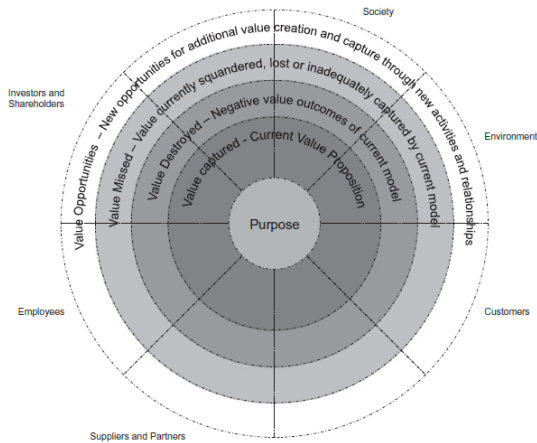 Society
Value Opportunities – New opportunities for additional value creation and capture through new activities and relationships
Investors and
Shareholders
Value Missed – Value currently squandered, lost or inadequately captured by current model
Value Destroyed – Negative value outcomes of current model
Environment
Value captured - Current Value Proposition
Purpose
Employees
Customers
Suppliers and Partners